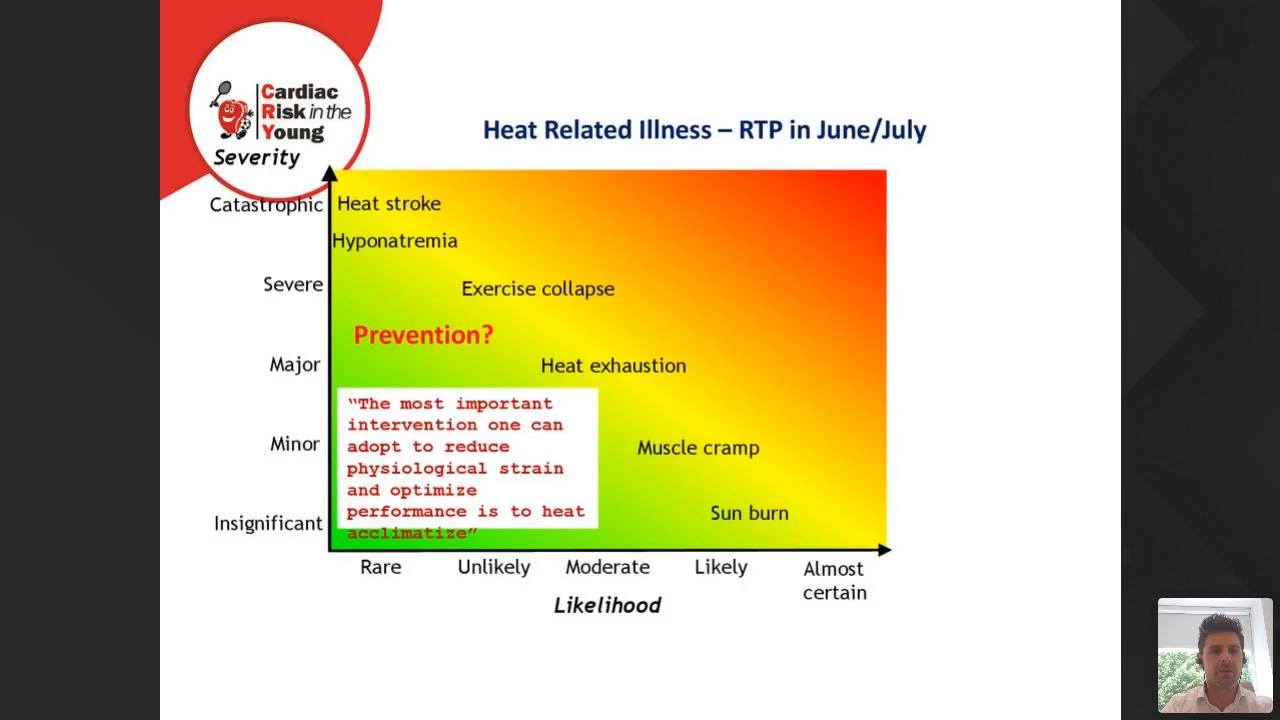 Cardiac
Risk in the
Young
Heat Related Illness – RTP in June/July
Severity
Catastrophic
Heat stroke
Hyponatremia
Severe
Exercise collapse
Prevention?
Major
Heat exhaustion
“The most important
intervention one can
adopt to reduce
physiological strain
and optimize
performance is to heat
acclimatize”
Minor
Muscle cramp
Insignificant
Sun burn
Rare
Unlikely
Moderate
Likely
Almost
certain
Likelihood